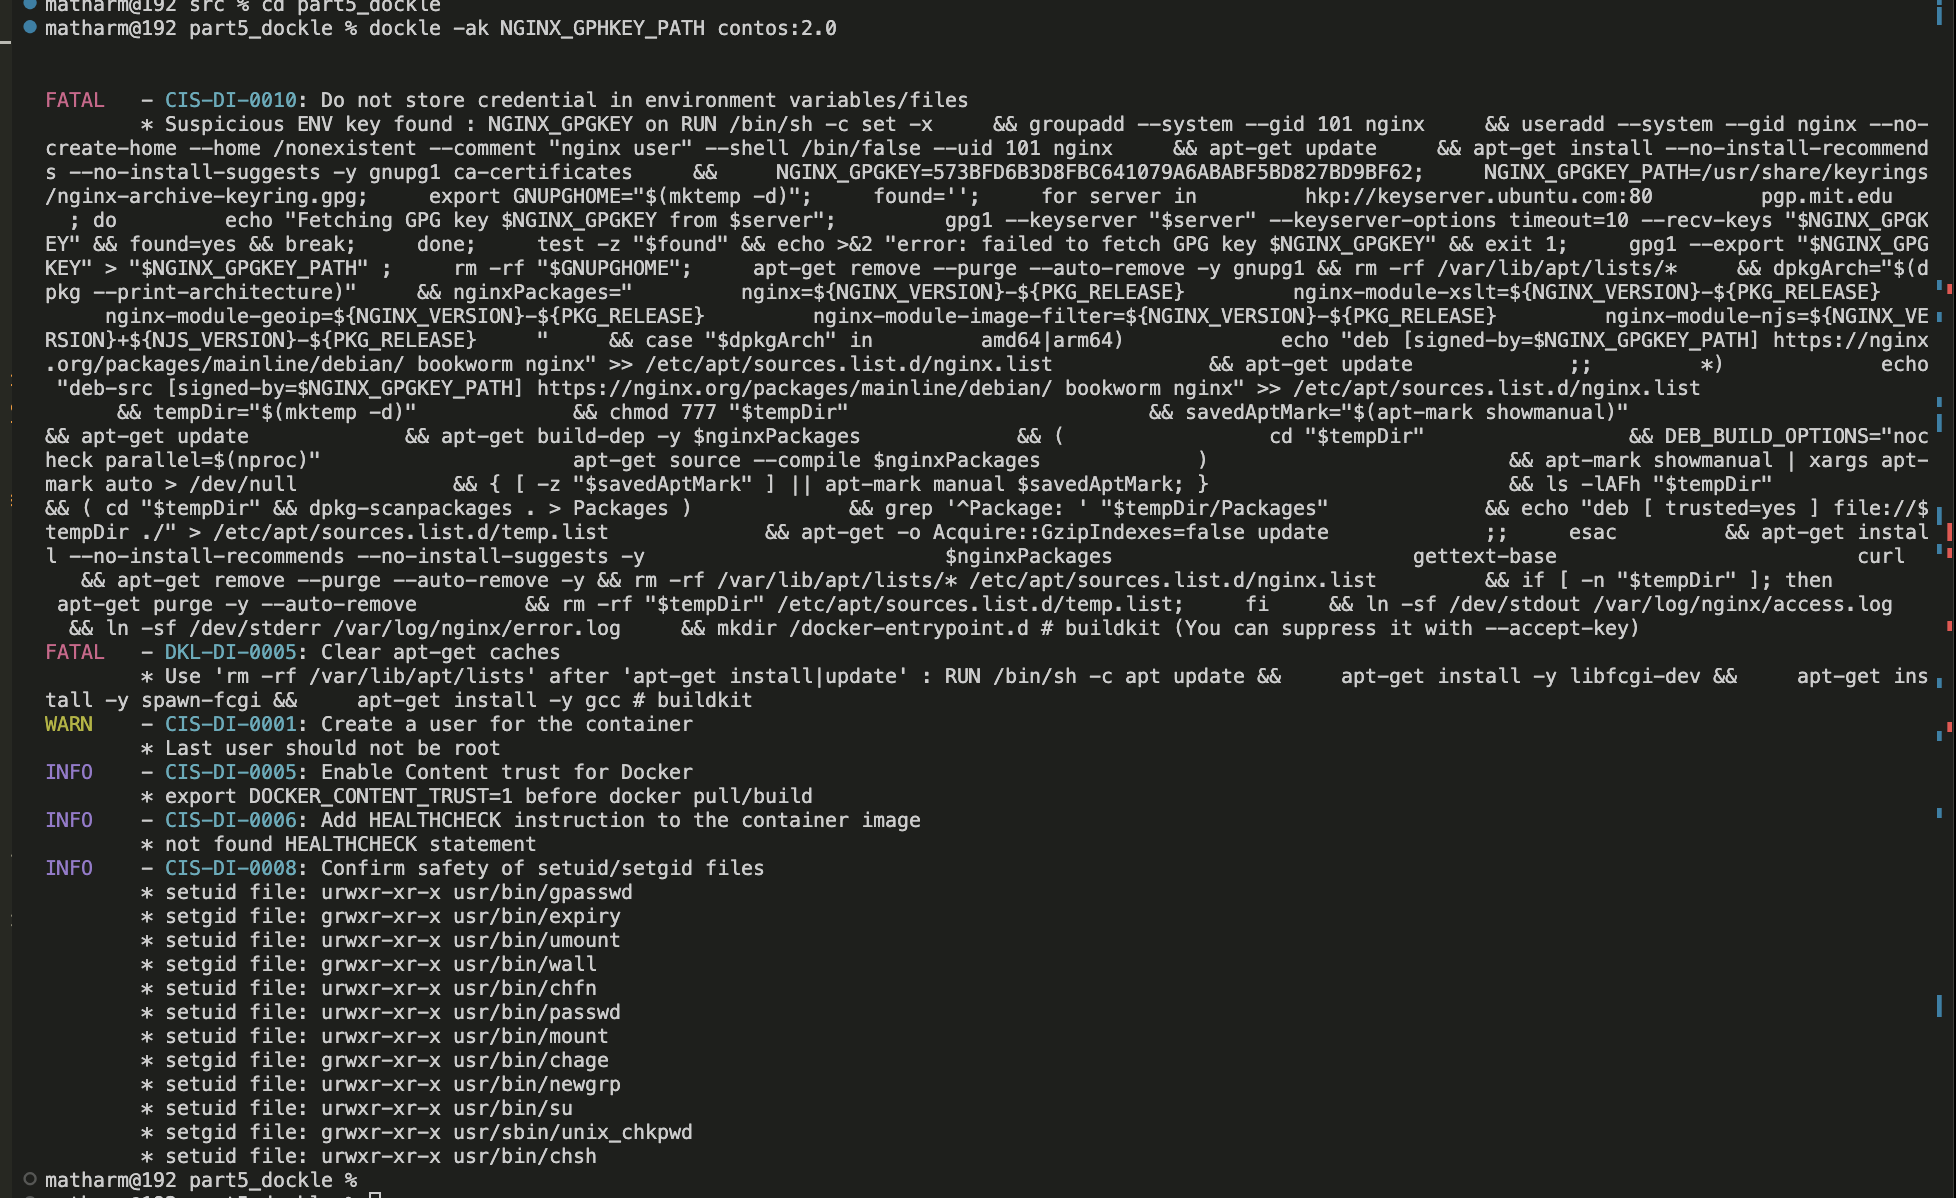 matharm@192 src % cd part5_dockle
matharm@192 part5_dockle % dockle -ak NGINX_GPHKEY_PATH contos:2.0
FATAL   - CIS-DI-0010: Do not store credential in environment variables/files
        * Suspicious ENV key found : NGINX_GPGKEY on RUN /bin/sh -c set -x     && groupadd --system --gid 101 nginx     && useradd --system --gid nginx --no-
create-home --home /nonexistent --comment "nginx user" --shell /bin/false --uid 101 nginx     && apt-get update     && apt-get install --no-install-recommend
s --no-install-suggests -y gnupg1 ca-certificates     &&     NGINX_GPGKEY=573BFD6B3D8FBC641079A6ABABF5BD827BD9BF62;     NGINX_GPGKEY_PATH=/usr/share/keyrings
/nginx-archive-keyring.gpg;     export GNUPGHOME="$(mktemp -d)";     found='';     for server in         hkp://keyserver.ubuntu.com:80         pgp.mit.edu
  ; do         echo "Fetching GPG key $NGINX_GPGKEY from $server";         gpg1 --keyserver "$server" --keyserver-options timeout=10 --recv-keys "$NGINX_GPGK
EY" && found=yes && break;     done;     test -z "$found" && echo >&2 "error: failed to fetch GPG key $NGINX_GPGKEY" && exit 1;     gpg1 --export "$NGINX_GPG
KEY" > "$NGINX_GPGKEY_PATH" ;     rm -rf "$GNUPGHOME";     apt-get remove --purge --auto-remove -y gnupg1 && rm -rf /var/lib/apt/lists/*     && dpkgArch="$(d
pkg --print-architecture)"     && nginxPackages="         nginx=${NGINX_VERSION}-${PKG_RELEASE}         nginx-module-xslt=${NGINX_VERSION}-${PKG_RELEASE}
     nginx-module-geoip=${NGINX_VERSION}-${PKG_RELEASE}         nginx-module-image-filter=${NGINX_VERSION}-${PKG_RELEASE}         nginx-module-njs=${NGINX_VE
RSION}+${NJS_VERSION}-${PKG_RELEASE}     "     && case "$dpkgArch" in         amd64|arm64)             echo "deb [signed-by=$NGINX_GPGKEY_PATH] https://nginx
.org/packages/mainline/debian/ bookworm nginx" >> /etc/apt/sources.list.d/nginx.list             && apt-get update             ;;         *)             echo
 "deb-src [signed-by=$NGINX_GPGKEY_PATH] https://nginx.org/packages/mainline/debian/ bookworm nginx" >> /etc/apt/sources.list.d/nginx.list
      && tempDir="$(mktemp -d)"             && chmod 777 "$tempDir"                         && savedAptMark="$(apt-mark showmanual)"
&& apt-get update             && apt-get build-dep -y $nginxPackages             && (                 cd "$tempDir"                 && DEB_BUILD_OPTIONS="noc
heck parallel=$(nproc)"                     apt-get source --compile $nginxPackages             )                         && apt-mark showmanual | xargs apt-
mark auto > /dev/null             && { [ -z "$savedAptMark" ] || apt-mark manual $savedAptMark; }                         && ls -lAFh "$tempDir"
&& ( cd "$tempDir" && dpkg-scanpackages . > Packages )             && grep '^Package: ' "$tempDir/Packages"             && echo "deb [ trusted=yes ] file://$
tempDir ./" > /etc/apt/sources.list.d/temp.list             && apt-get -o Acquire::GzipIndexes=false update             ;;     esac         && apt-get instal
l --no-install-recommends --no-install-suggests -y                         $nginxPackages                         gettext-base                         curl
   && apt-get remove --purge --auto-remove -y && rm -rf /var/lib/apt/lists/* /etc/apt/sources.list.d/nginx.list         && if [ -n "$tempDir" ]; then
 apt-get purge -y --auto-remove         && rm -rf "$tempDir" /etc/apt/sources.list.d/temp.list;     fi     && ln -sf /dev/stdout /var/log/nginx/access.log
  && ln -sf /dev/stderr /var/log/nginx/error.log     && mkdir /docker-entrypoint.d # buildkit (You can suppress it with --accept-key)
FATAL   - DKL-DI-0005: Clear apt-get caches
        * Use 'rm -rf /var/lib/apt/lists' after 'apt-get install|update' : RUN /bin/sh -c apt update &&     apt-get install -y libfcgi-dev &&     apt-get ins
tall -y spawn-fcgi &&     apt-get install -y gcc # buildkit
WARN    - CIS-DI-0001: Create a user for the container
        * Last user should not be root
INFO    - CIS-DI-0005: Enable Content trust for Docker
        * export DOCKER_CONTENT_TRUST=1 before docker pull/build
INFO    - CIS-DI-0006: Add HEALTHCHECK instruction to the container image
        * not found HEALTHCHECK statement
INFO    - CIS-DI-0008: Confirm safety of setuid/setgid files
        * setuid file: urwxr-xr-x usr/bin/gpasswd
        * setgid file: grwxr-xr-x usr/bin/expiry
        * setuid file: urwxr-xr-x usr/bin/umount
        * setgid file: grwxr-xr-x usr/bin/wall
        * setuid file: urwxr-xr-x usr/bin/chfn
        * setuid file: urwxr-xr-x usr/bin/passwd
        * setuid file: urwxr-xr-x usr/bin/mount
        * setgid file: grwxr-xr-x usr/bin/chage
        * setuid file: urwxr-xr-x usr/bin/newgrp
        * setuid file: urwxr-xr-x usr/bin/su
        * setgid file: grwxr-xr-x usr/sbin/unix_chkpwd
        * setuid file: urwxr-xr-x usr/bin/chsh
matharm@192 part5_dockle %